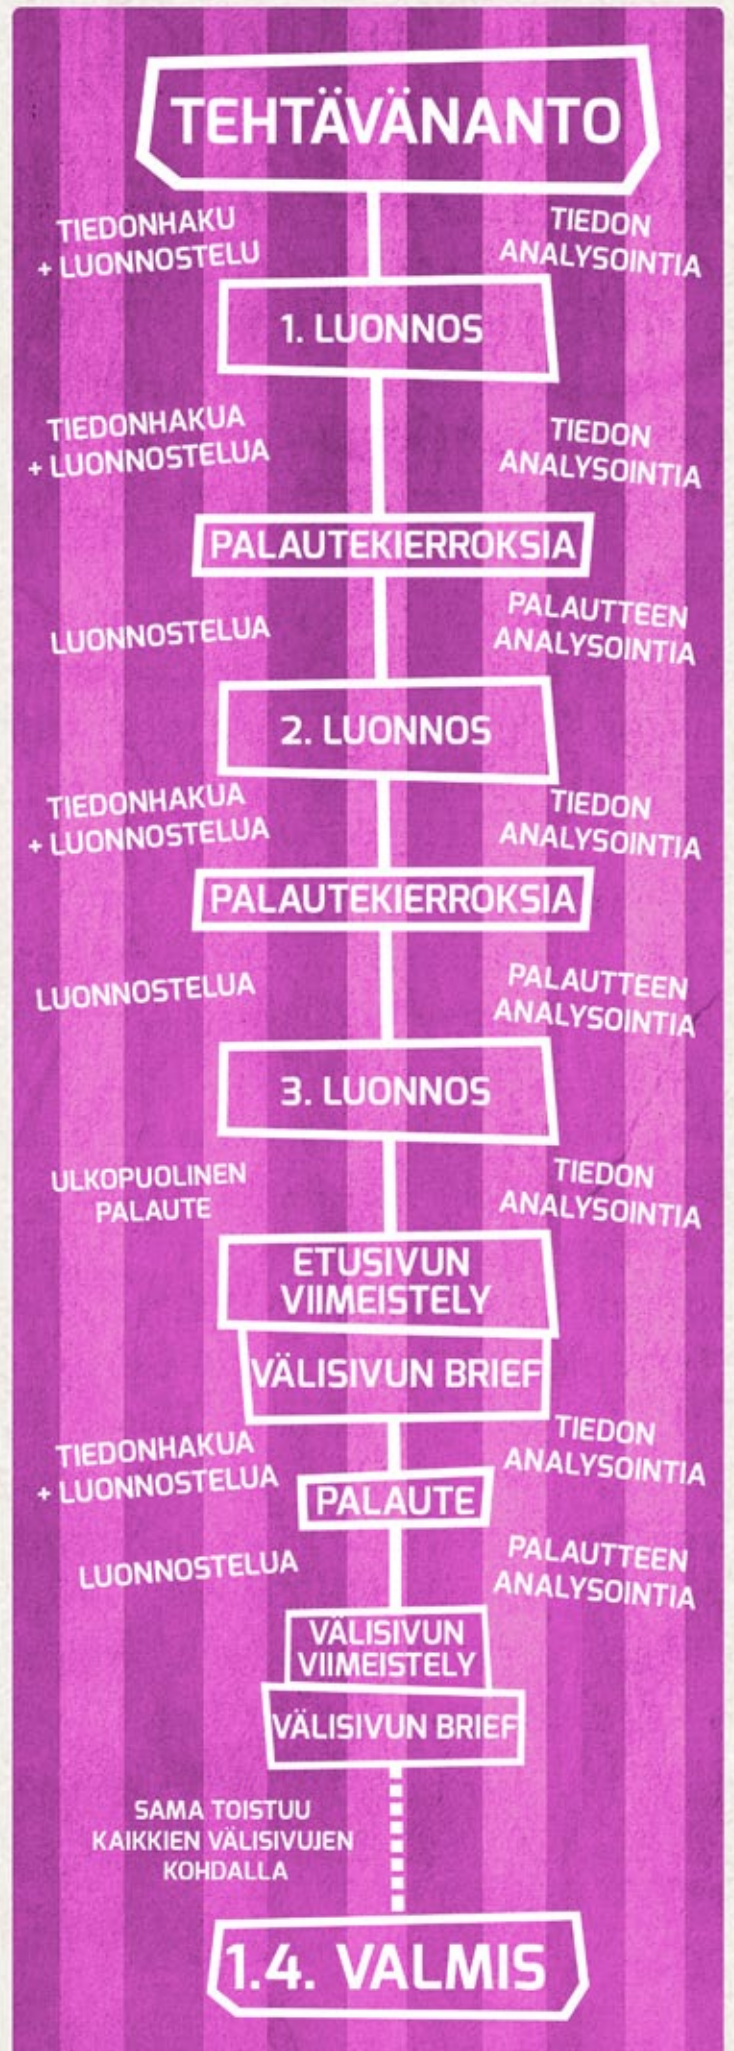 TEHTÄVÄNANTO
TIEDONHAKU
+ LUONNOSTELU
TIEDON
ANALYSOINTIA
1. LUONNOS
TIEDONHAKUA
+ LUONNOSTELUA
TIEDON
ANALYSOINTIA
PALAUTEKIERROKSIA
LUONNOSTELUA
PALAUTTEEN
ANALYSOINTIA
2. LUONNOS
TIEDONHAKUA
+ LUONNOSTELUA
TIEDON
ANALYSOINTIA
PALAUTEKIERROKSIA
LUONNOSTELUA
PALAUTTEEN
ANALYSOINTIA
3. LUONNOS
ULKOPUOLINEN
PALAUTE
TIEDON
ANALYSOINTIA
ETUSIVUN
VIIMEISTELY
VÄLISIVUN BRIEF
TIEDONHAKUA
+ LUONNOSTELUA
TIEDON
ANALYSOINTIA
PALAUTE
LUONNOSTELUA
PALAUTTEEN
ANALYSOINTIA
VÄLISIVUN
VIIMEISTELY
VÄLISIVUN BRIEF
SAMA TOISTUU
KAIKKIEN VÄLISIVUJEN
KOHDALLA
1.4. VALMIS